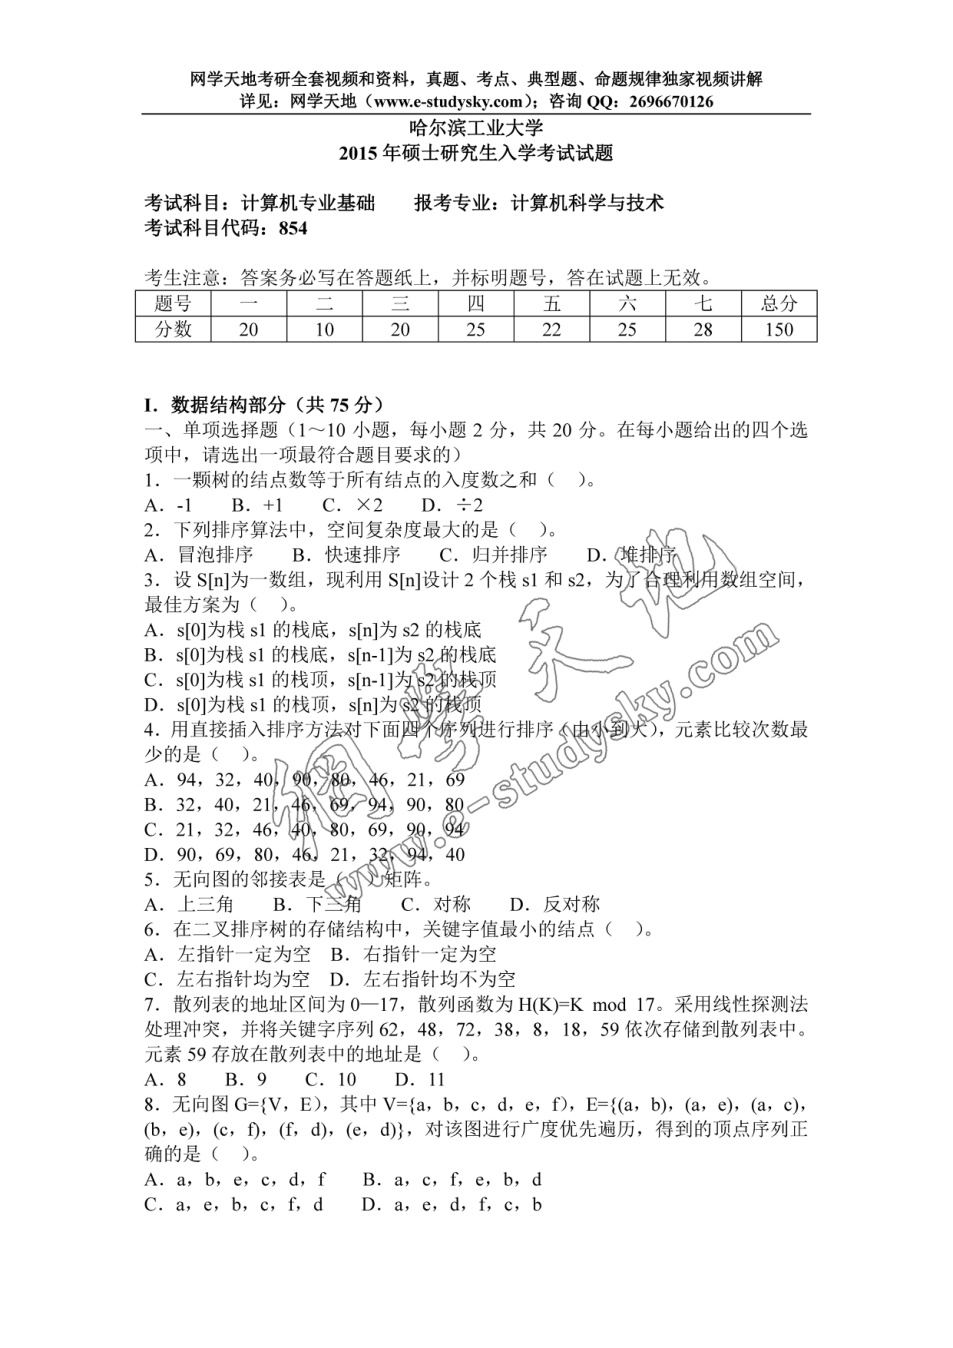 网学天地考研全套视频和资料，真题、考点、典型题、命题规律独家视频讲解
详见：网学天地（www.e-studysky.com）；咨询 QQ：2696670126
哈尔滨工业大学
2015 年硕士研究生入学考试试题
考试科目：计算机专业基础 报考专业：计算机科学与技术
考试科目代码：854
考生注意：答案务必写在答题纸上，并标明题号，答在试题上无效。
题号 一 二 三 四 五 六 七 总分
分数 20 10 20 25 22 25 28 150
I．数据结构部分（共 75 分）
一、单项选择题（1～10 小题，每小题 2 分，共 20 分。在每小题给出的四个选
项中，请选出一项最符合题目要求的）
1．一颗树的结点数等于所有结点的入度数之和（ ）。
A．-1 B．+1 C．×2 D．÷2
2．下列排序算法中，空间复杂度最大的是（ ）。
A．冒泡排序 B．快速排序 C．归并排序 D．堆排序
3．设 S[n]为一数组，现利用 S[n]设计 2 个栈 s1 和 s2，为了合理利用数组空间，
最佳方案为（ ）。
A．s[0]为栈 s1 的栈底，s[n]为 s2 的栈底
B．s[0]为栈 s1 的栈底，s[n-1]为 s2 的栈底
C．s[0]为栈 s1 的栈顶，s[n-1]为 s2 的栈顶
D．s[0]为栈 s1 的栈顶，s[n]为 s2 的栈顶
4．用直接插入排序方法对下面四个序列进行排序（由小到大），元素比较次数最
少的是（ ）。
A．94，32，40，90，80，46，21，69
B．32，40，21，46，69，94，90，80
C．21，32，46，40，80，69，90，94
D．90，69，80，46，21，32，94，40
5．无向图的邻接表是（ ）矩阵。
A．上三角 B．下三角 C．对称 D．反对称
6．在二叉排序树的存储结构中，关键字值最小的结点（ ）。
A．左指针一定为空 B．右指针一定为空
C．左右指针均为空 D．左右指针均不为空
7．散列表的地址区间为 0—17，散列函数为 H(K)=K mod 17。采用线性探测法
处理冲突，并将关键字序列 62，48，72，38，8，18，59 依次存储到散列表中。
元素 59 存放在散列表中的地址是（ ）。
A．8 B．9 C．10 D．11
8．无向图 G={V，E)，其中 V={a，b，c，d，e，f)，E={(a，b)，(a，e)，(a，c)，
(b，e)，(c，f)，(f，d)，(e，d)}，对该图进行广度优先遍历，得到的顶点序列正
确的是（ ）。
A．a，b，e，c，d，f B．a，c，f，e，b，d
C．a，e，b，c，f，d D．a，e，d，f，c，b
網學天地
www.e-studysky.com